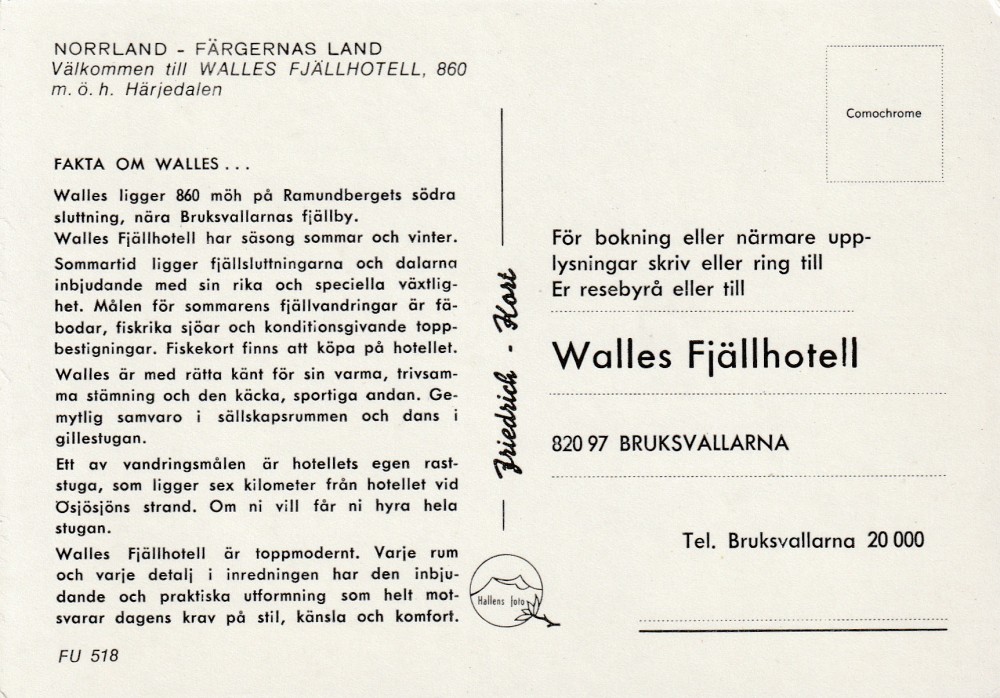 NORRLAND - FÄRGERNAS LAND
Välkommen till WALLES FJÄLLHOTELL, 860
m. ö. h. Härjedalen
FAKTA OM WALLES...
Walles ligger 860 möh på Ramundbergets södra
sluttning, nära Bruksvallarnas fjällby.
Walles Fjällhotell har säsong sommar och vinter.
Sommartid ligger fjällsluttningarna och dalarna
inbjudande med sin rika och speciella växtlig-
het. Målen för sommarens fjällvandringar är fä-
bodar, fiskrika sjöar och konditionsgivande topp-
bestigningar. Fiskekort finns att köpa på hotellet.
Walles är med rätta känt för sin varma, trivsam-
ma stämning och den käcka, sportiga andan. Ge-
mytlig samvaro i sällskapsrummen och dans i
gillestugan.
Ett av vandringsmålen är hotellets egen rast-
stuga, som ligger sex kilometer från hotellet vid
Ösjösjöns strand. Om ni vill får ni hyra hela
stugan.
Walles Fjällhotell är toppmodernt. Varje rum
och varje detalj i inredningen har den inbju-
dande och praktiska utformning som helt mot-
svarar dagens krav på stil, känsla och komfort.
FU 518
Friedrich - Kort
Hallens foto
Comochrome
För bokning eller närmare upp-
lysningar skriv eller ring till
Er resebyrå eller till
Walles Fjällhotell
820 97 BRUKSVALLARNA
Tel. Bruksvallarna 20 000